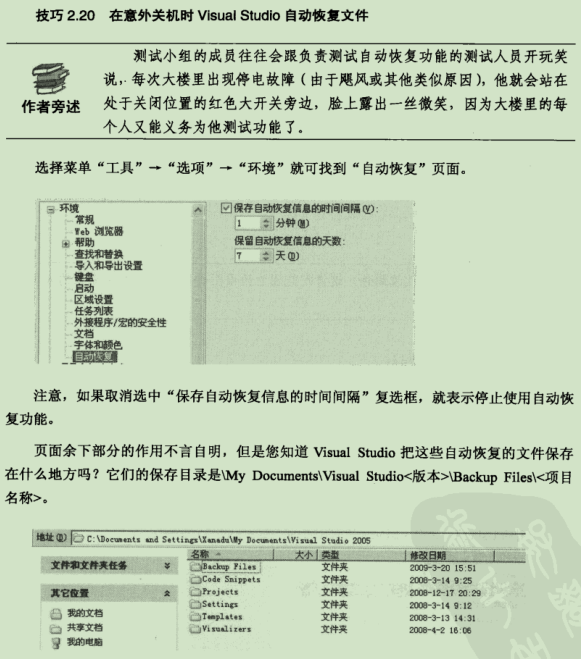 技巧 2.20 在意外关机时 Visual Studio 自动恢复文件
测试小组的成员往往会跟负责测试自动恢复功能的测试人员开玩笑
说，每次大楼里出现停电故障（由于飓风或其他类似原因），他就会站在
处于关闭位置的红色大开关旁边，脸上露出一丝微笑，因为大楼里的每
个人又能义务为他测试功能了。
作者旁述
选择菜单“工具”→“选项”→“环境”就可找到“自动恢复”页面。
环境
常规
Web 浏览器
帮助
查找和替换
导入和导出设置
键盘
启动
区域设置
任务列表
外接程序/宏的安全性
文档
字体和颜色
自动恢复
保存自动恢复信息的时间间隔(V):
1 分钟(M)
保留自动恢复信息的天数:
7 天(D)
注意，如果取消选中“保存自动恢复信息的时间间隔”复选框，就表示停止使用自动恢
复功能。
页面余下部分的作用不言自明，但是您知道 Visual Studio 把这些自动恢复的文件保存
在什么地方吗？它们的保存目录是\My Documents\Visual Studio<版本>\Backup Files\<项目
名称>。
地址(D) C:\Documents and Settings\Xanadu\My Documents\Visual Studio 2005
文件和文件夹任务
其它位置
我的文档
共享文档
我的电脑
名称 大小 类型 修改日期
Backup Files 文件夹 2009-3-20 15:51
Code Snippets 文件夹 2008-3-14 9:25
Projects 文件夹 2008-12-17 20:29
Settings 文件夹 2008-3-14 9:12
Templates 文件夹 2008-3-13 14:31
Visualizers 文件夹 2008-4-2 16:06